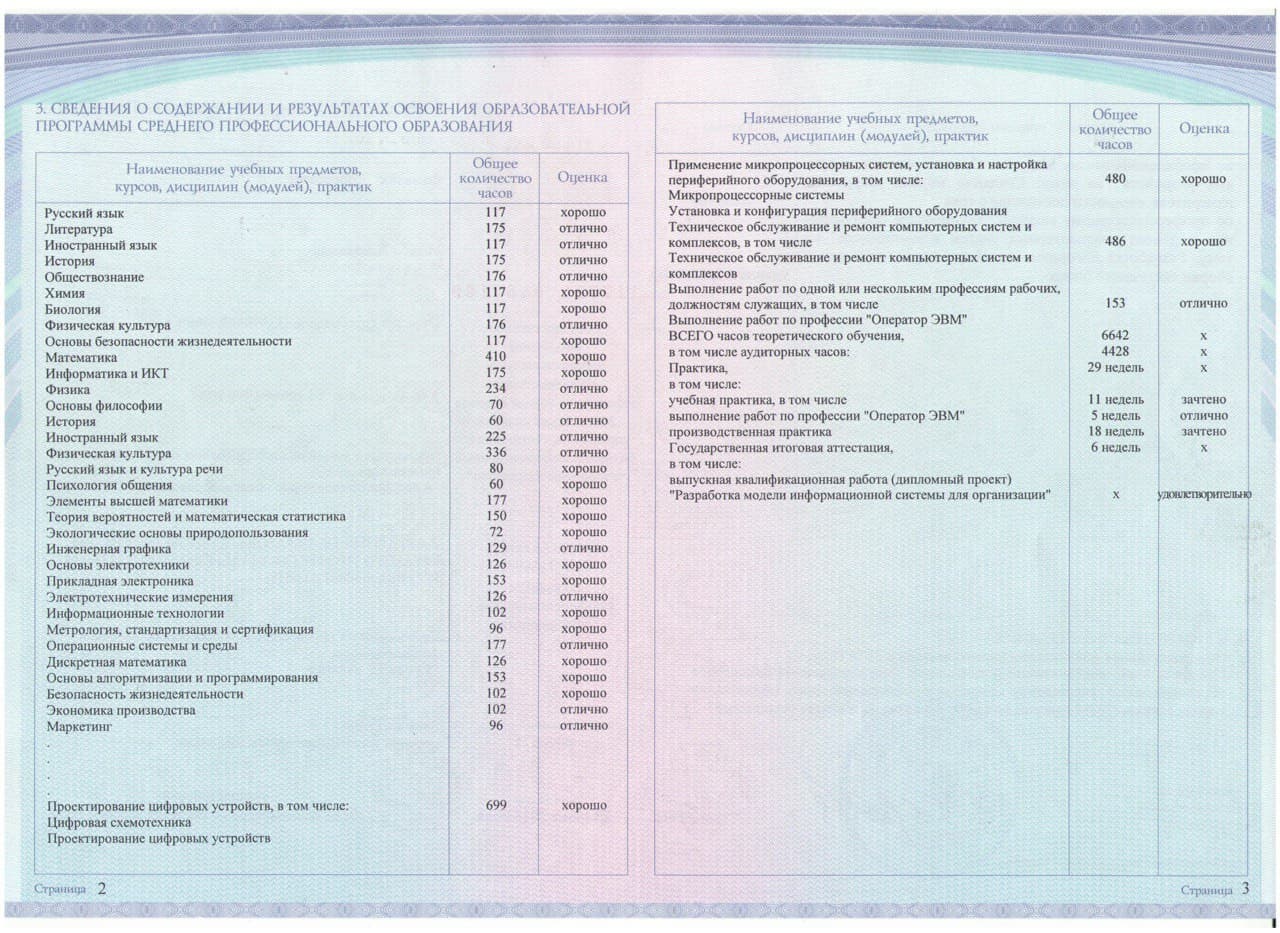 3. СВЕДЕНИЯ О СОДЕРЖАНИИ И РЕЗУЛЬТАТАХ ОСВОЕНИЯ ОБРАЗОВАТЕЛЬНОЙ
ПРОГРАММЫ СРЕДНЕГО ПРОФЕССИОНАЛЬНОГО ОБРАЗОВАНИЯ
Наименование учебных предметов,
курсов, дисциплин (модулей), практик
Общее
количество
часов
Оценка
Русский язык 117 хорошо
Литература 175 отлично
Иностранный язык 117 отлично
История 175 отлично
Обществознание 176 отлично
Химия 117 хорошо
Биология 117 хорошо
Физическая культура 176 отлично
Основы безопасности жизнедеятельности 117 хорошо
Математика 410 хорошо
Информатика и ИКТ 175 хорошо
Физика 234 отлично
Основы философии 70 отлично
История 60 отлично
Иностранный язык 225 отлично
Физическая культура 336 отлично
Русский язык и культура речи 80 хорошо
Психология общения 60 хорошо
Элементы высшей математики 177 хорошо
Теория вероятностей и математическая статистика 150 хорошо
Экологические основы природопользования 72 хорошо
Инженерная графика 129 отлично
Основы электротехники 126 хорошо
Прикладная электроника 153 хорошо
Электротехнические измерения 126 отлично
Информационные технологии 102 хорошо
Метрология, стандартизация и сертификация 96 хорошо
Операционные системы и среды 177 отлично
Дискретная математика 126 хорошо
Основы алгоритмизации и программирования 153 хорошо
Безопасность жизнедеятельности 102 хорошо
Экономика производства 102 отлично
Маркетинг 96 отлично
.
.
.
.
Проектирование цифровых устройств, в том числе: 699 хорошо
Цифровая схемотехника
Проектирование цифровых устройств
Страница 2
Наименование учебных предметов,
курсов, дисциплин (модулей), практик
Общее
количество
часов
Оценка
Применение микропроцессорных систем, установка и настройка
периферийного оборудования, в том числе: 480 хорошо
Микропроцессорные системы
Установка и конфигурация периферийного оборудования
Техническое обслуживание и ремонт компьютерных систем и
комплексов, в том числе 486 хорошо
Техническое обслуживание и ремонт компьютерных систем и
комплексов
Выполнение работ по одной или нескольким профессиям рабочих,
должностям служащих, в том числе 153 отлично
Выполнение работ по профессии "Оператор ЭВМ"
ВСЕГО часов теоретического обучения, 6642 х
в том числе аудиторных часов: 4428 х
Практика, 29 недель х
в том числе:
учебная практика, в том числе 11 недель зачтено
выполнение работ по профессии "Оператор ЭВМ" 5 недель отлично
производственная практика 18 недель зачтено
Государственная итоговая аттестация, 6 недель х
в том числе:
выпускная квалификационная работа (дипломный проект)
"Разработка модели информационной системы для организации" х удовлетворительно
Страница 3